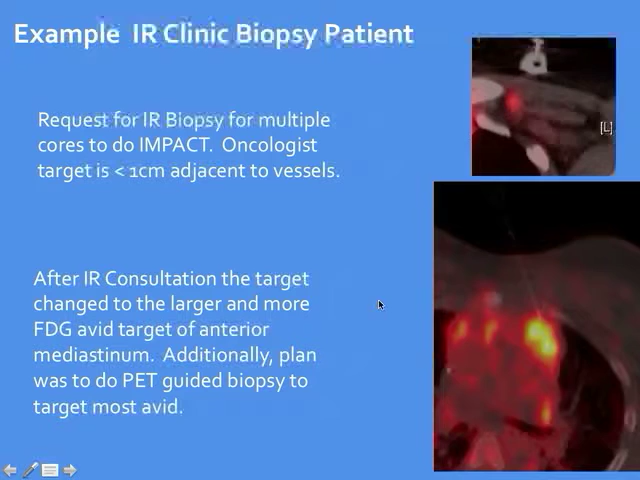 Example IR Clinic Biopsy Patient
Request for IR Biopsy for multiple
cores to do IMPACT. Oncologist
target is < 1cm adjacent to vessels.
[L]
After IR Consultation the target
changed to the larger and more
FDG avid target of anterior
mediastinum. Additionally, plan
was to do PET guided biopsy to
target most avid.